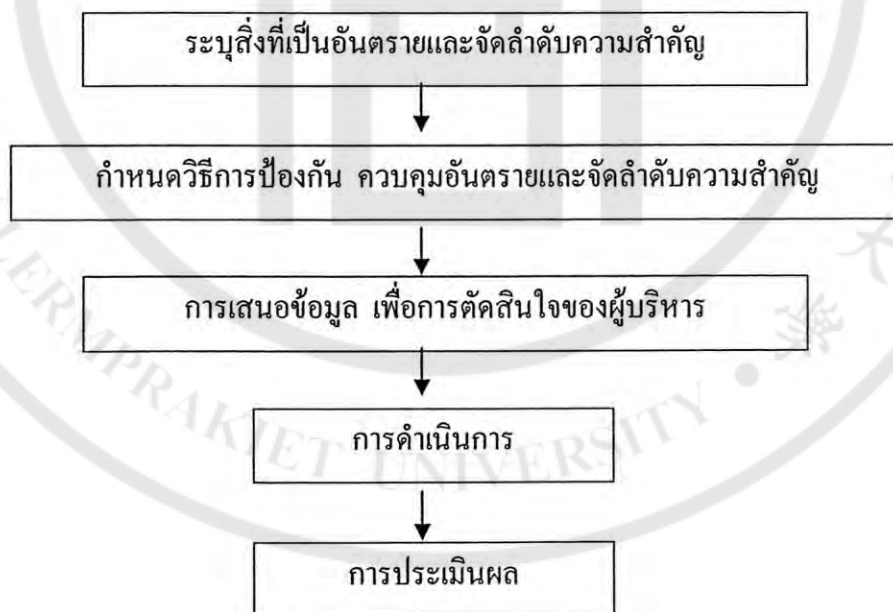 ระบุสิ่งที่เป็นอันตรายและจัดลำดับความสำคัญ
กำหนดวิธีการป้องกัน ควบคุมอันตรายและจัดลำดับความสำคัญ
การเสนอข้อมูล เพื่อการตัดสินใจของผู้บริหาร
การดำเนินการ
การประเมินผล
LERMPRAKIET UNIVERSITY • 學 大